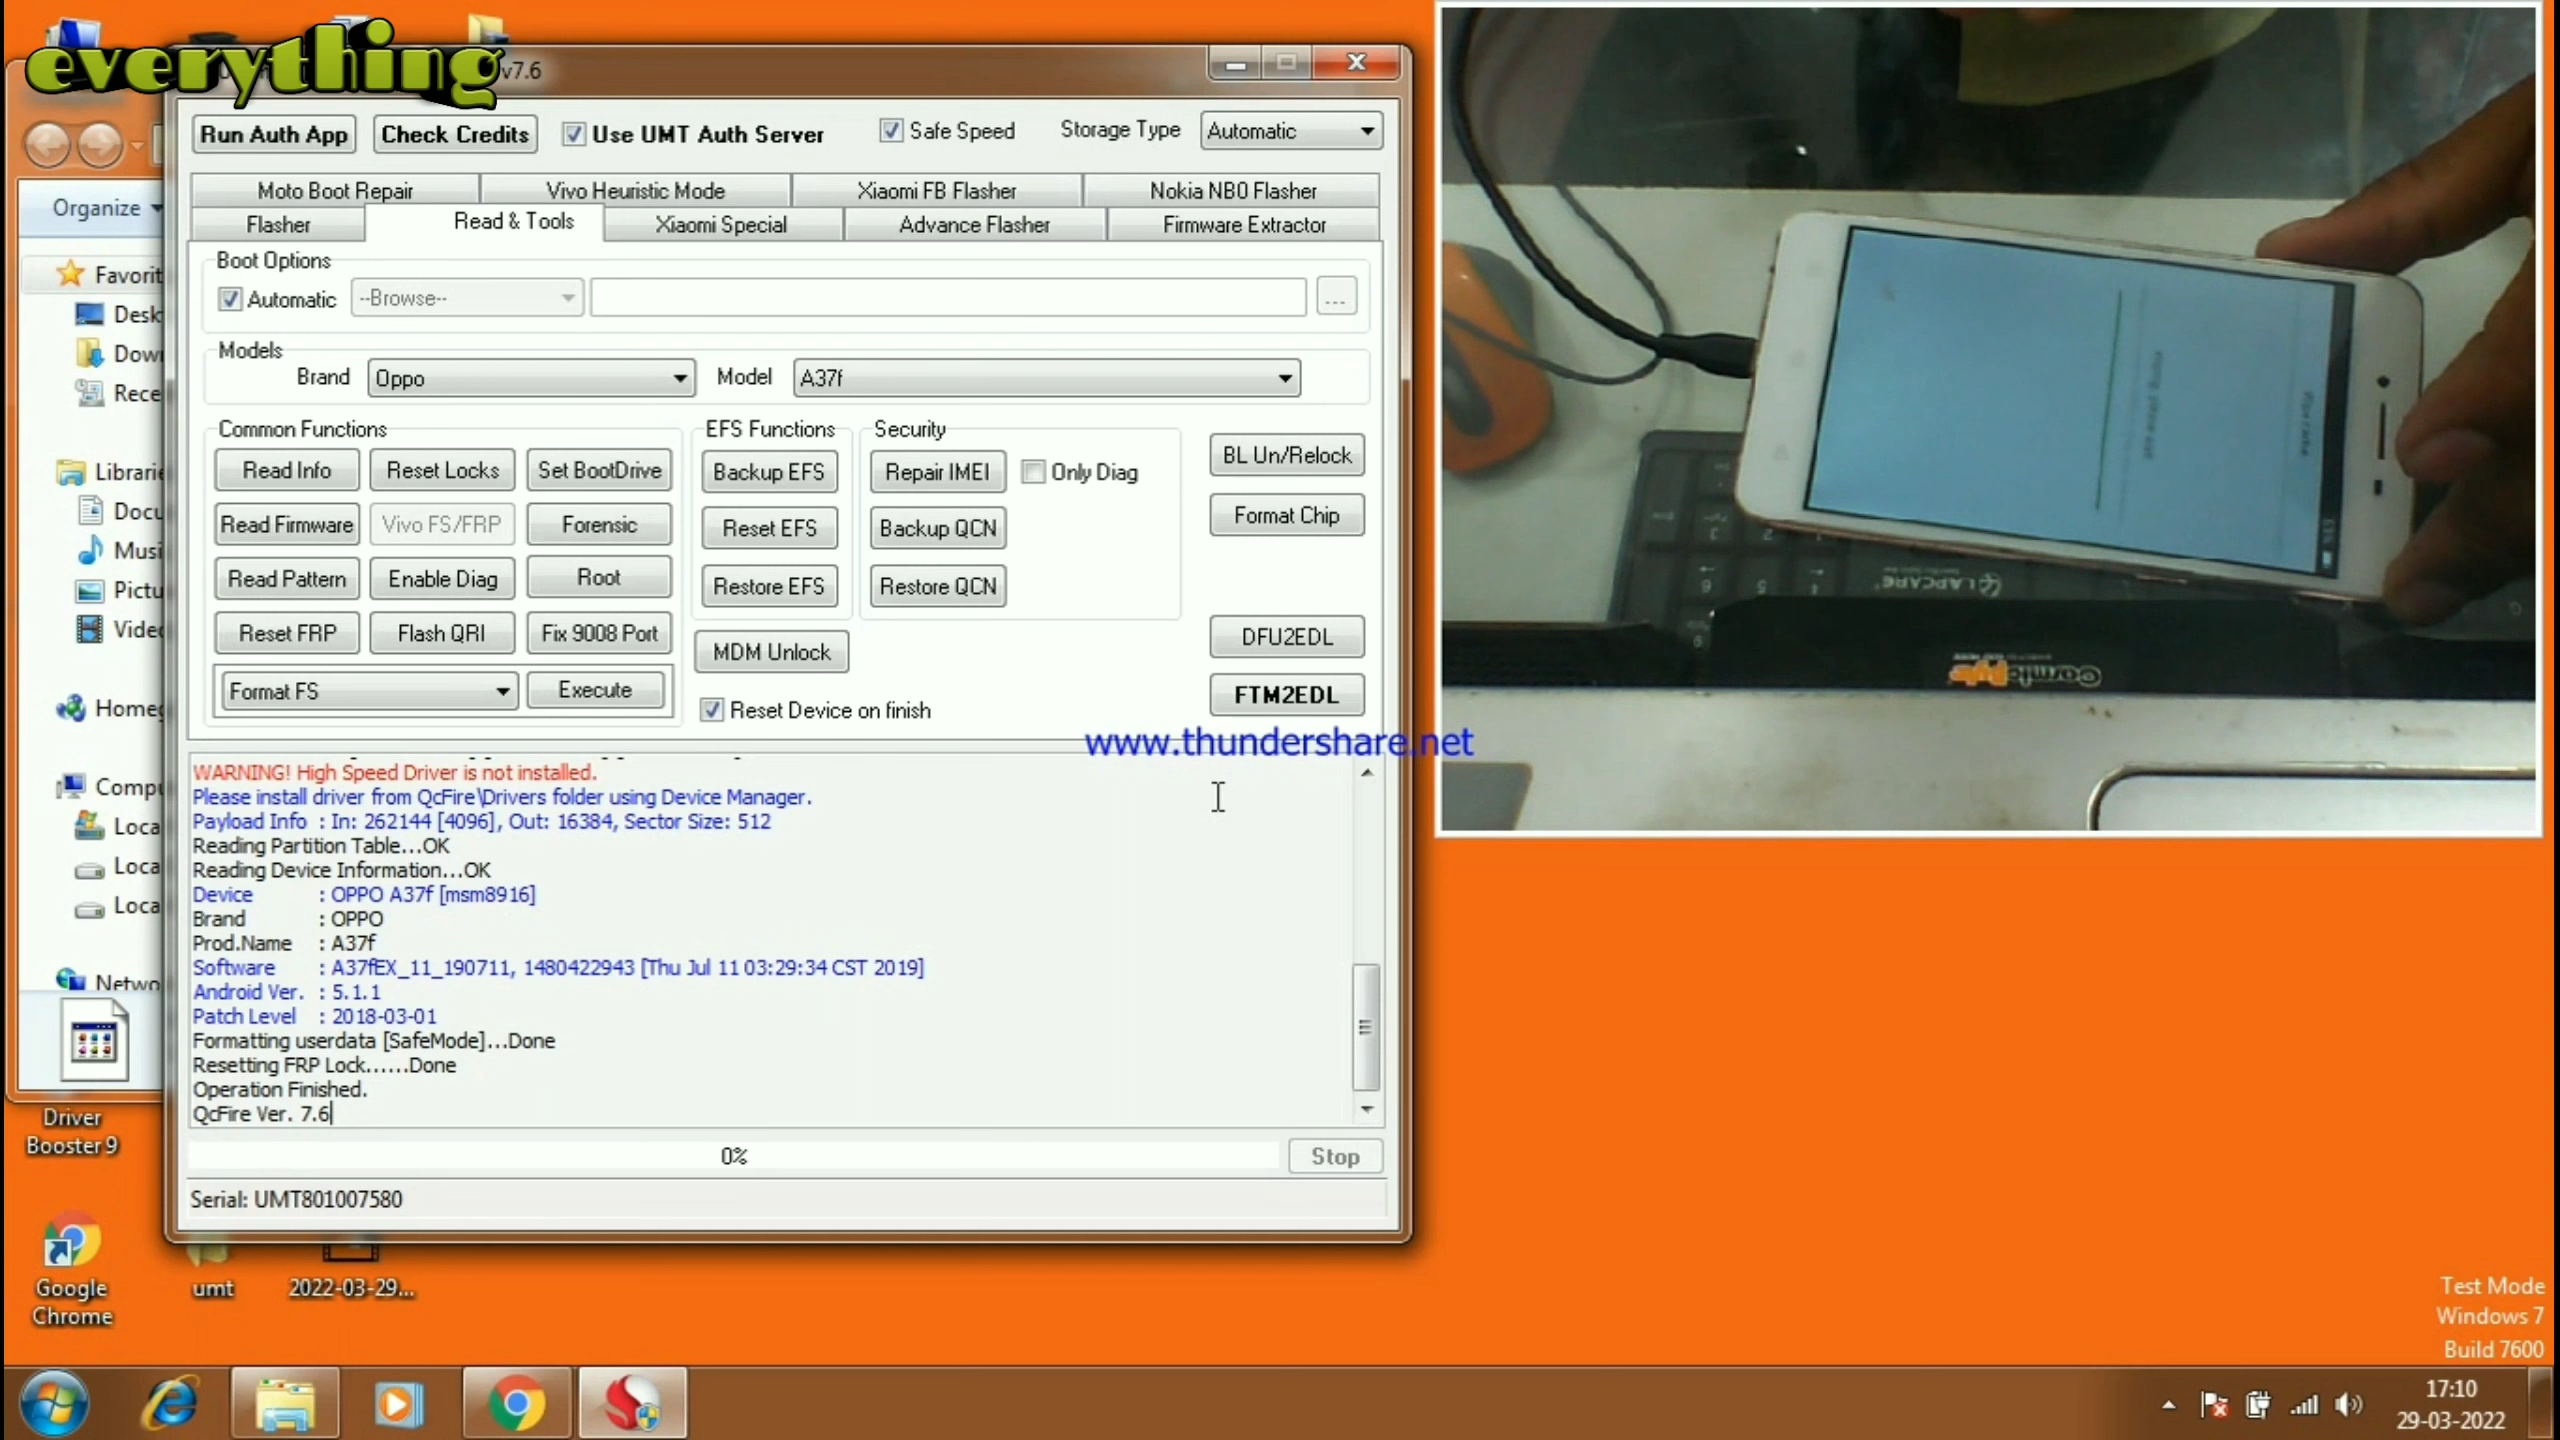 everything
v7.6
Run Auth App
Check Credits
Use UMT Auth Server
Safe Speed
Storage Type
Automatic
Moto Boot Repair
Vivo Heuristic Mode
Xiaomi FB Flasher
Nokia NB0 Flasher
Flasher
Read & Tools
Xiaomi Special
Advance Flasher
Firmware Extractor
Boot Options
Automatic
--Browse--
...
Models
Brand
Oppo
Model
A37f
Common Functions
Read Info
Reset Locks
Set BootDrive
Read Firmware
Vivo FS/FRP
Forensic
Read Pattern
Enable Diag
Root
Reset FRP
Flash QRI
Fix 9008 Port
Format FS
Execute
EFS Functions
Backup EFS
Reset EFS
Restore EFS
MDM Unlock
Reset Device on finish
Security
Repair IMEI
Only Diag
Backup QCN
Restore QCN
BL Un/Relock
Format Chip
DFU2EDL
FTM2EDL
www.thundershare.net
WARNING! High Speed Driver is not installed.
Please install driver from QcFire\Drivers folder using Device Manager.
Payload Info : In: 262144 [4096], Out: 16384, Sector Size: 512
Reading Partition Table...OK
Reading Device Information...OK
Device : OPPO A37f [msm8916]
Brand : OPPO
Prod.Name : A37f
Software : A37fEX_11_190711, 1480422943 [Thu Jul 11 03:29:34 CST 2019]
Android Ver. : 5.1.1
Patch Level : 2018-03-01
Formatting userdata [SafeMode]...Done
Resetting FRP Lock......Done
Operation Finished.
QcFire Ver. 7.6
0%
Stop
Serial: UMT801007580
Organize
Favorit
Desk
Down
Rece
Librarie
Docu
Musi
Pictu
Videc
Homeg
Compu
Loca
Loca
Loca
Netwo
Driver
Booster 9
Google
Chrome
umt
2022-03-29...
LAPCARE
Test Mode
Windows 7
Build 7600
17:10
29-03-2022